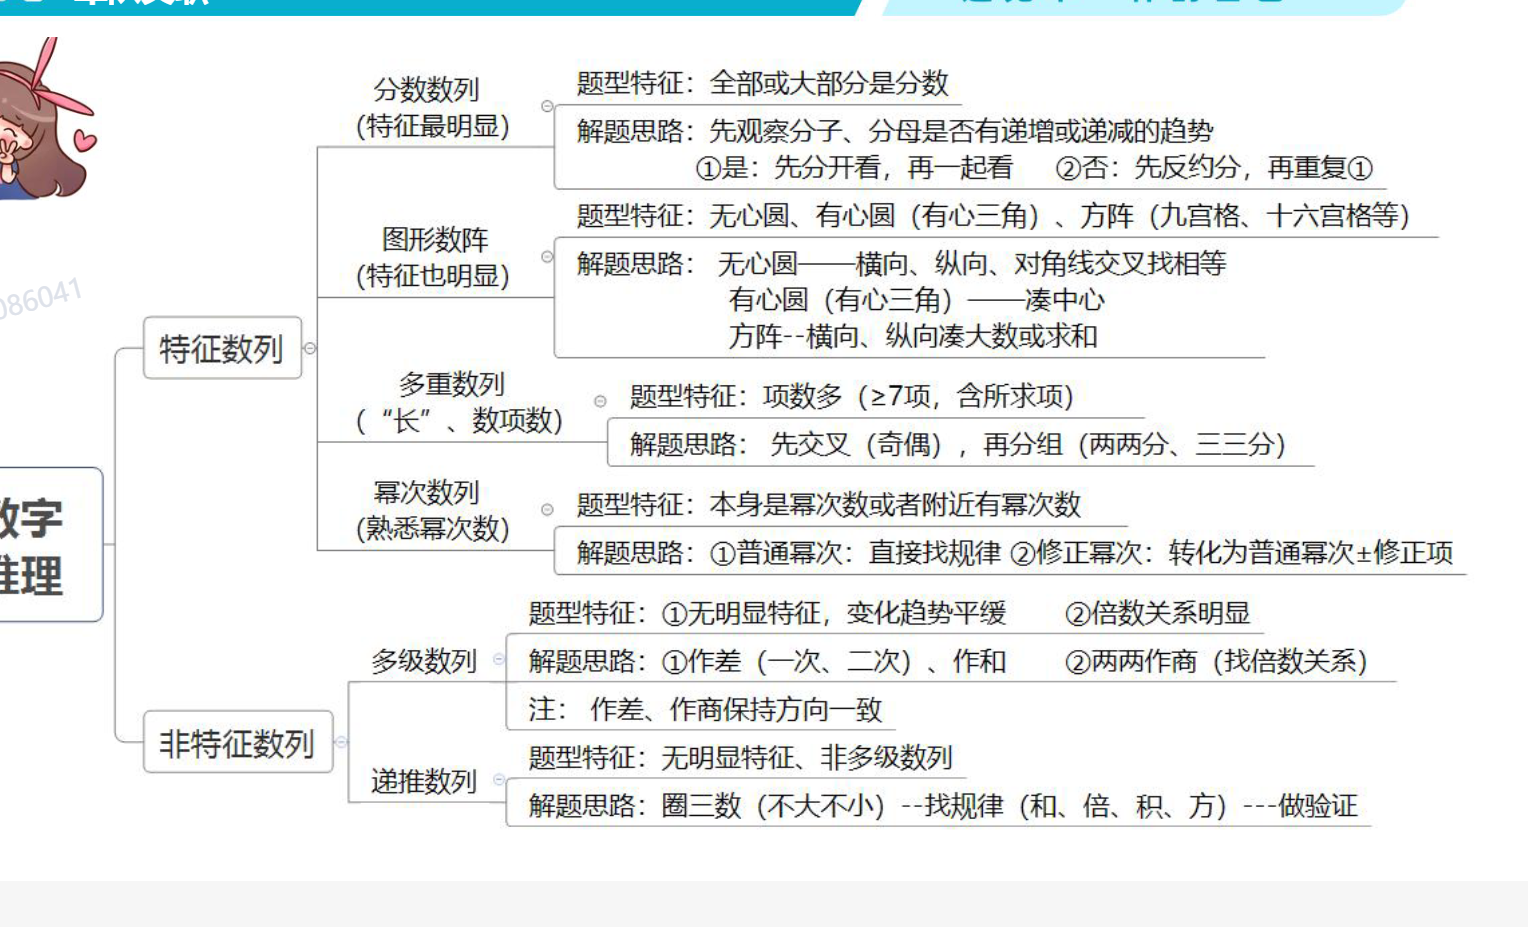 分数数列
(特征最明显)
题型特征：全部或大部分是分数
解题思路：先观察分子、分母是否有递增或递减的趋势
①是：先分开看，再一起看 ②否：先反约分，再重复①
图形数阵
(特征也明显)
题型特征：无心圆、有心圆（有心三角）、方阵（九宫格、十六宫格等）
解题思路： 无心圆——横向、纵向、对角线交叉找相等
有心圆（有心三角）——凑中心
方阵--横向、纵向凑大数或求和
086041
特征数列
多重数列
（“长”、数项数)
题型特征：项数多（≥7项，含所求项）
解题思路： 先交叉（奇偶），再分组（两两分、三三分）
幂次数列
(熟悉幂次数)
题型特征：本身是幂次数或者附近有幂次数
解题思路：①普通幂次：直接找规律 ②修正幂次：转化为普通幂次±修正项
数字
推理
非特征数列
多级数列
题型特征：①无明显特征，变化趋势平缓 ②倍数关系明显
解题思路：①作差（一次、二次）、作和 ②两两作商（找倍数关系）
注： 作差、作商保持方向一致
递推数列
题型特征：无明显特征、非多级数列
解题思路：圈三数（不大不小）--找规律（和、倍、积、方）---做验证